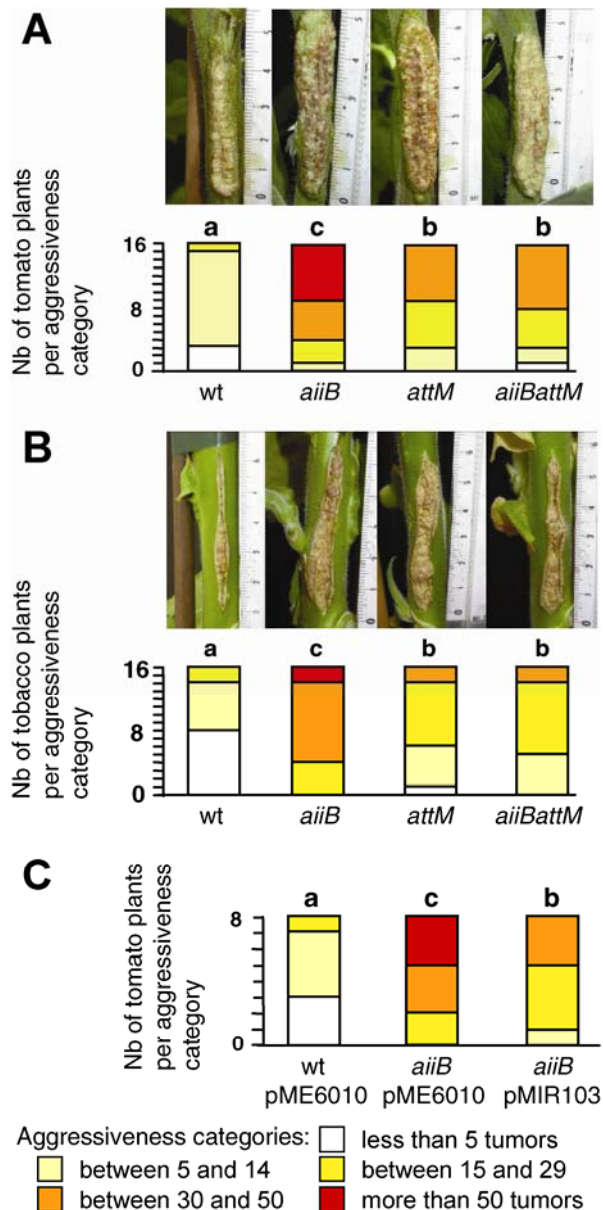 A
a c b b
Nb of tomato plants
per aggressiveness
category
16
8
0
wt aiiB attM aiiBattM
B
a c b b
Nb of tobacco plants
per aggressiveness
category
16
8
0
wt aiiB attM aiiBattM
C
a c b
Nb of tomato plants
per aggressiveness
category
8
0
wt aiiB aiiB
pME6010 pME6010 pMIR103
Aggressiveness categories: less than 5 tumors
between 5 and 14 between 15 and 29
between 30 and 50 more than 50 tumors